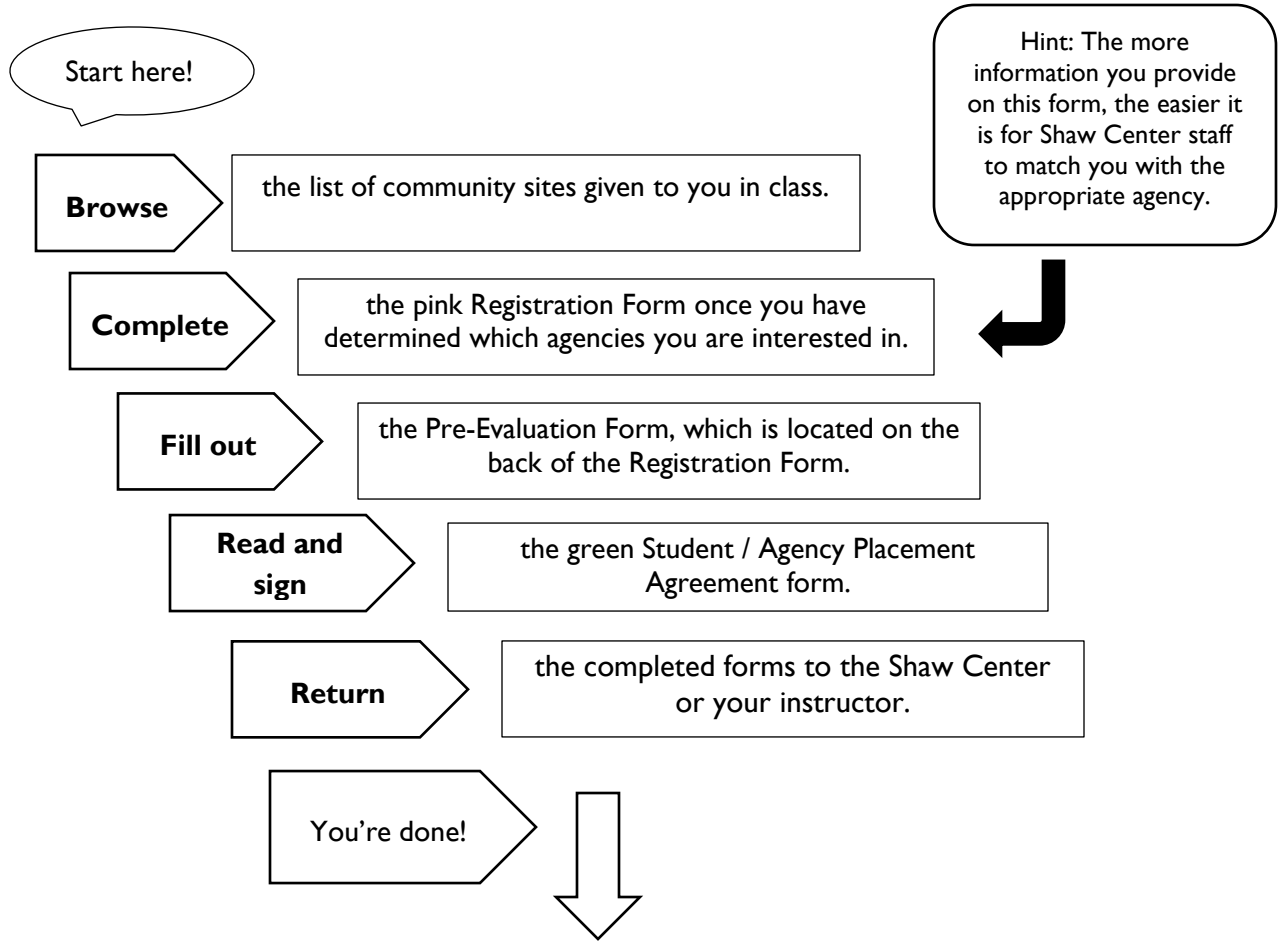 Start here!
Hint: The more
information you provide
on this form, the easier it
is for Shaw Center staff
to match you with the
appropriate agency.
Browse
the list of community sites given to you in class.
Complete
the pink Registration Form once you have
determined which agencies you are interested in.
Fill out
the Pre-Evaluation Form, which is located on the
back of the Registration Form.
Read and
sign
the green Student / Agency Placement
Agreement form.
Return
the completed forms to the Shaw Center
or your instructor.
You’re done!